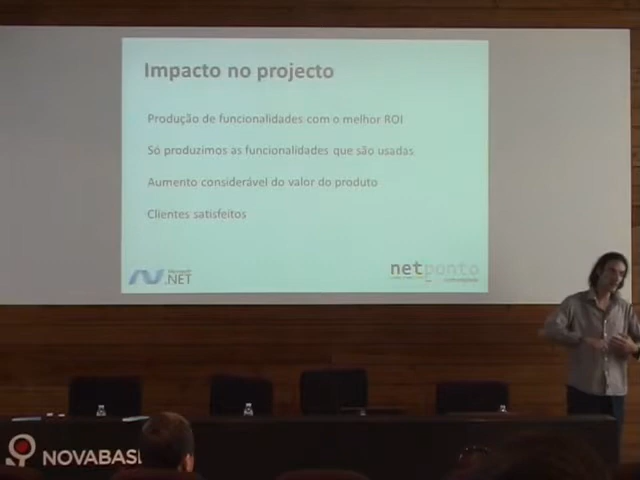 Impacto no projecto
Produção de funcionalidades com o melhor ROI
Só produzimos as funcionalidades que são usadas
Aumento considerável do valor do produto
Clientes satisfeitos
Microsoft
.NET
netponto
NOVABASE